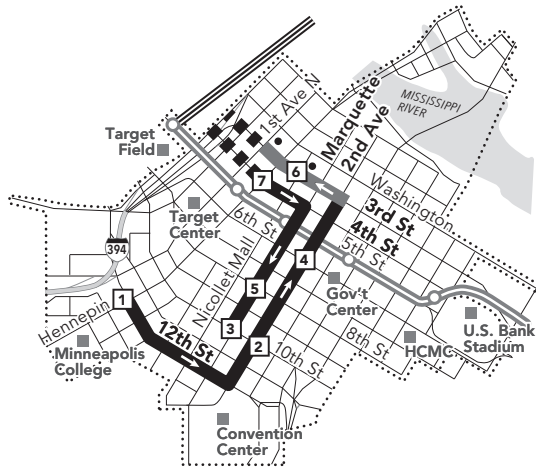 MISSISSIPPI
RIVER
1st Ave N
Marquette
2nd Ave
Target
Field
Washington
6
7
3rd St
4th St
5th St
6th St
Target
Center
394
Nicollet Mall
4
5
Gov't
Center
1
Hennepin
3
2
U.S. Bank
Stadium
12th St
10th St
8th St
HCMC
Minneapolis
College
Convention
Center